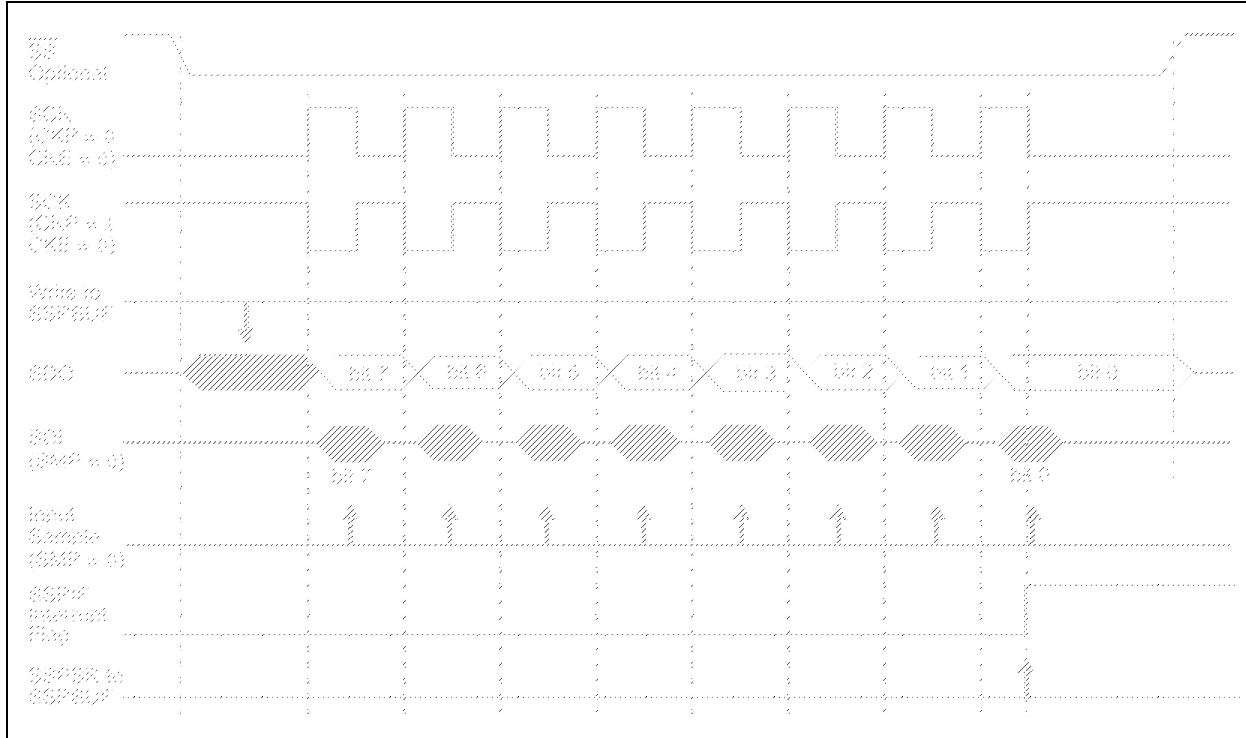 SS
Optional
SCK
(CKP = 0
CKE = 0)
SCK
(CKP = 1
CKE = 0)
Write to
SSPBUF
SDO
bit 7 bit 6 bit 5 bit 4 bit 3 bit 2 bit 1 bit 0
SDI
(SMP = 0)
bit 7 bit 0
Input
Sample
(SMP = 0)
SSPIF
Interrupt
Flag
SSPSR to
SSPBUF